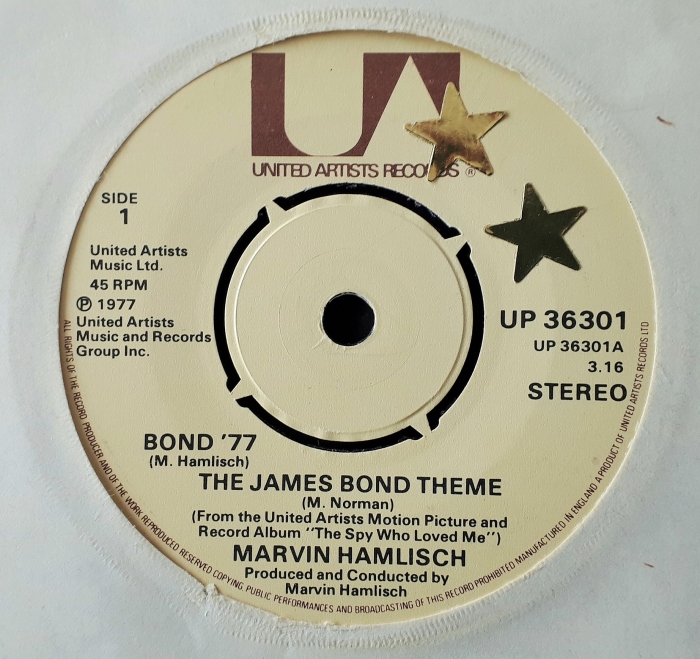 UA
UNITED ARTISTS RECORDS ®
SIDE
1
United Artists
Music Ltd.
45 RPM
℗ 1977
United Artists
Music and Records
Group Inc.
UP 36301
UP 36301A
3.16
STEREO
BOND '77
(M. Hamlisch)
THE JAMES BOND THEME
(M. Norman)
(From the United Artists Motion Picture and
Record Album "The Spy Who Loved Me")
MARVIN HAMLISCH
Produced and Conducted by
Marvin Hamlisch
ALL RIGHTS OF THE RECORD PRODUCER AND OF THE WORK REPRODUCED RESERVED COPYING PUBLIC PERFORMANCES AND BROADCASTING OF THIS RECORD PROHIBITED MANUFACTURED IN ENGLAND A PRODUCT OF UNITED ARTISTS RECORDS LTD